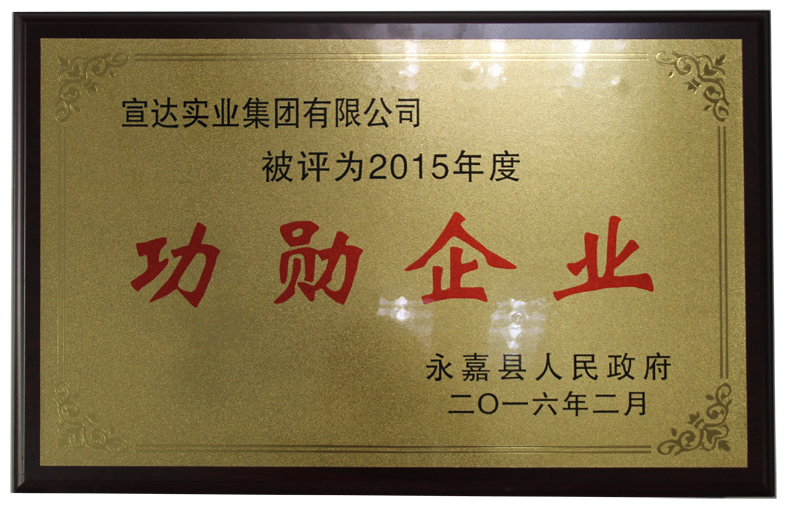 宣达实业集团有限公司
被评为2015年度
功勋企业
永嘉县人民政府
二〇一六年二月